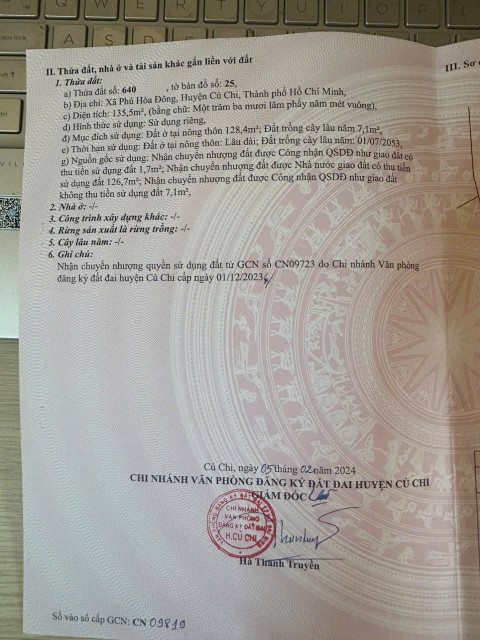 II. Thửa đất, nhà ở và tài sản khác gắn liền với đất
III. Sơ
1. Thửa đất:
a) Thửa đất số: 640 , tờ bản đồ số: 25,
b) Địa chỉ: Xã Phú Hòa Đông, Huyện Củ Chi, Thành phố Hồ Chí Minh,
c) Diện tích: 135,5m², (bằng chữ: Một trăm ba mươi lăm phẩy năm mét vuông),
d) Hình thức sử dụng: Sử dụng riêng,
đ) Mục đích sử dụng: Đất ở tại nông thôn 128,4m²; Đất trồng cây lâu năm 7,1m²,
e) Thời hạn sử dụng: Đất ở tại nông thôn: Lâu dài; Đất trồng cây lâu năm: 01/07/2053,
g) Nguồn gốc sử dụng: Nhận chuyển nhượng đất được Công nhận QSDĐ như giao đất có
thu tiền sử dụng đất 1,7m²; Nhận chuyển nhượng đất được Nhà nước giao đất có thu tiền
sử dụng đất 126,7m²; Nhận chuyển nhượng đất được Công nhận QSDĐ như giao đất
không thu tiền sử dụng đất 7,1m²,
2. Nhà ở: -/-
3. Công trình xây dựng khác: -/-
4. Rừng sản xuất là rừng trồng: -/-
5. Cây lâu năm: -/-
6. Ghi chú:
Nhận chuyển nhượng quyền sử dụng đất từ GCN số CN09723 do Chi nhánh Văn phòng
đăng ký đất đai huyện Củ Chi cấp ngày 01/12/2023
Củ Chi, ngày 05 tháng 02 năm 2024
CHI NHÁNH VĂN PHÒNG ĐĂNG KÝ ĐẤT ĐAI HUYỆN CỦ CHI
GIÁM ĐỐC
CHI NHÁNH
VĂN PHÒNG
ĐĂNG KÝ ĐẤT ĐAI
H.CỦ CHI
Hà Thanh Truyền
Số vào sổ cấp GCN: CN 09819